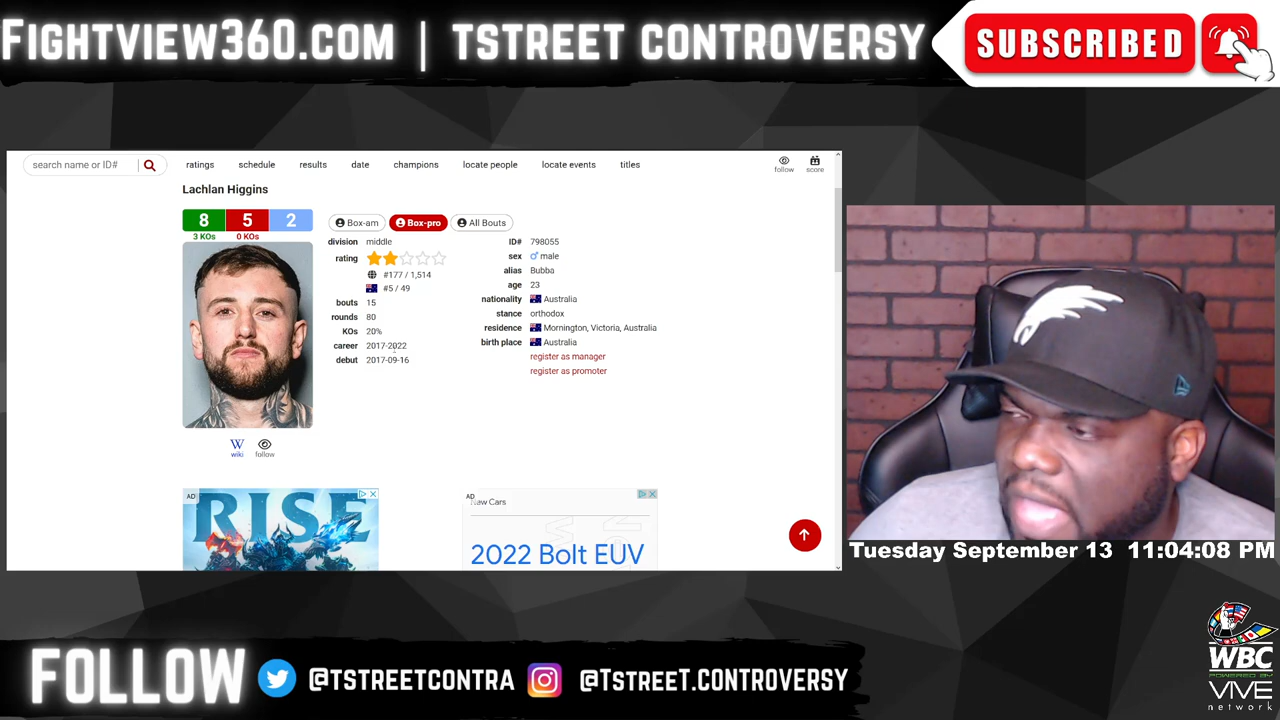 FIGHTVIEW360.COM | TSTREET CONTROVERSY
SUBSCRIBED
search name or ID#
ratings schedule results date champions locate people locate events titles
follow score
Lachlan Higgins
8 5 2
3 KOs 0 KOs
Box-am Box-pro All Bouts
division middle
rating
#177 / 1,514
#5 / 49
bouts 15
rounds 80
KOs 20%
career 2017-2022
debut 2017-09-16
ID# 798055
sex male
alias Bubba
age 23
nationality Australia
stance orthodox
residence Mornington, Victoria, Australia
birth place Australia
register as manager
register as promoter
W
wiki follow
AD
RISE
AD
New Cars
2022 Bolt EUV
Tuesday September 13 11:04:08 PM
FOLLOW @TSTREETCONTRA @TSTREET.CONTROVERSY
WBC
POWERED BY
VIVE
network